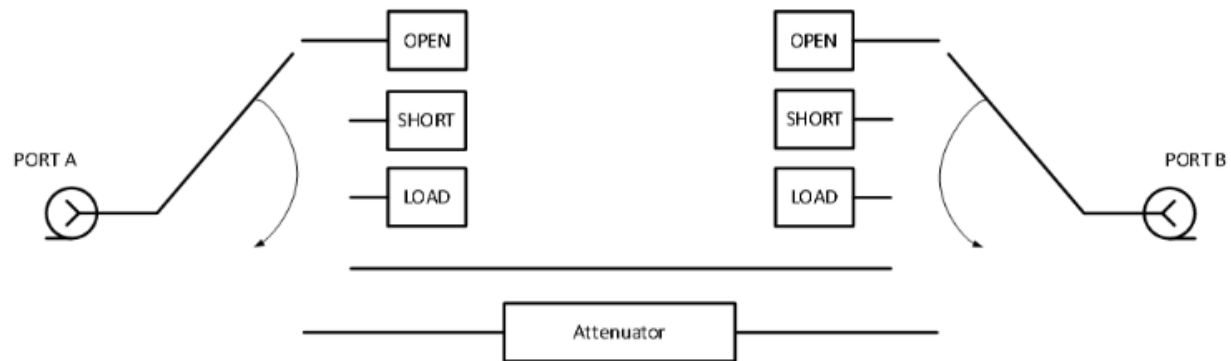 OPEN
OPEN
SHORT
SHORT
PORT A
PORT B
LOAD
LOAD
Attenuator